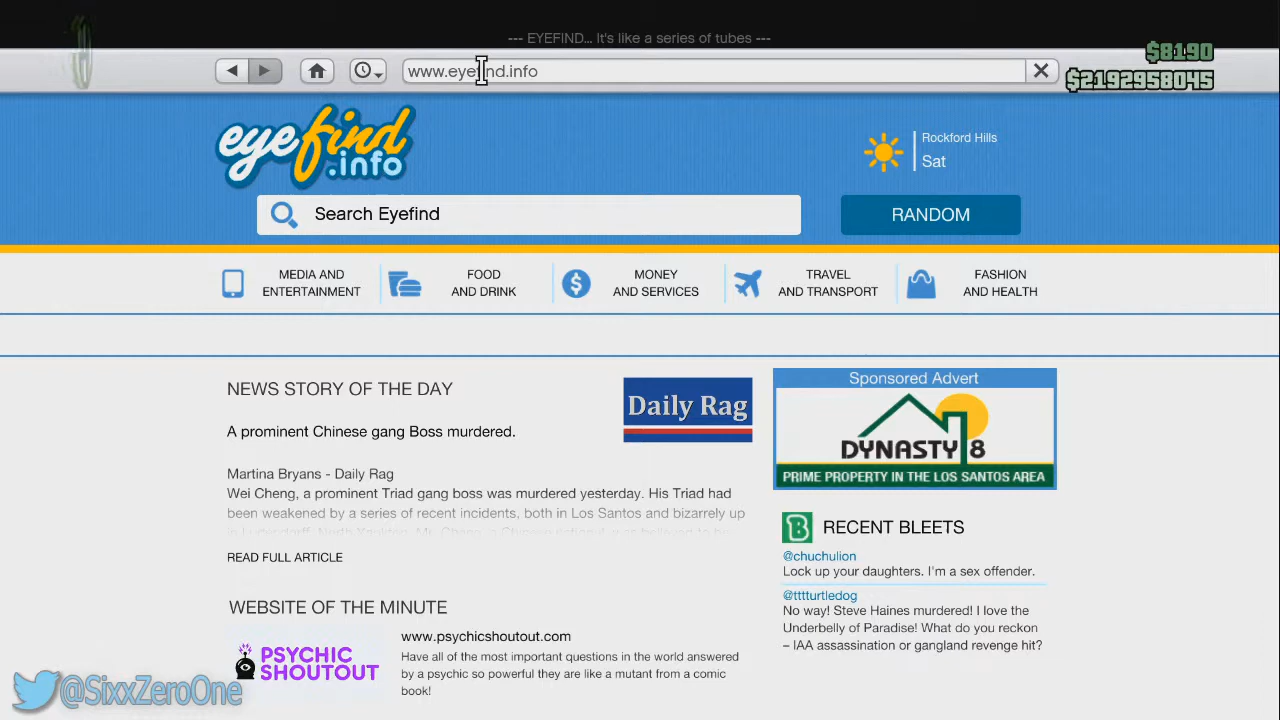 --- EYEFIND... It's like a series of tubes ---
$8190
www.eyefind.info
$2192958045
eyefind
.info
Rockford Hills
Sat
Search Eyefind
RANDOM
MEDIA AND
ENTERTAINMENT
FOOD
AND DRINK
MONEY
AND SERVICES
TRAVEL
AND TRANSPORT
FASHION
AND HEALTH
NEWS STORY OF THE DAY
Daily Rag
A prominent Chinese gang Boss murdered.
Martina Bryans - Daily Rag
Wei Cheng, a prominent Triad gang boss was murdered yesterday. His Triad had
been weakened by a series of recent incidents, both in Los Santos and bizarrely up
READ FULL ARTICLE
WEBSITE OF THE MINUTE
PSYCHIC
SHOUTOUT
www.psychicshoutout.com
Have all of the most important questions in the world answered
by a psychic so powerful they are like a mutant from a comic
book!
Sponsored Advert
DYNASTY 8
PRIME PROPERTY IN THE LOS SANTOS AREA
B
RECENT BLEETS
@chuchulion
Lock up your daughters. I'm a sex offender.
@tttturtledog
No way! Steve Haines murdered! I love the
Underbelly of Paradise! What do you reckon
– IAA assassination or gangland revenge hit?
@SixxZeroOne